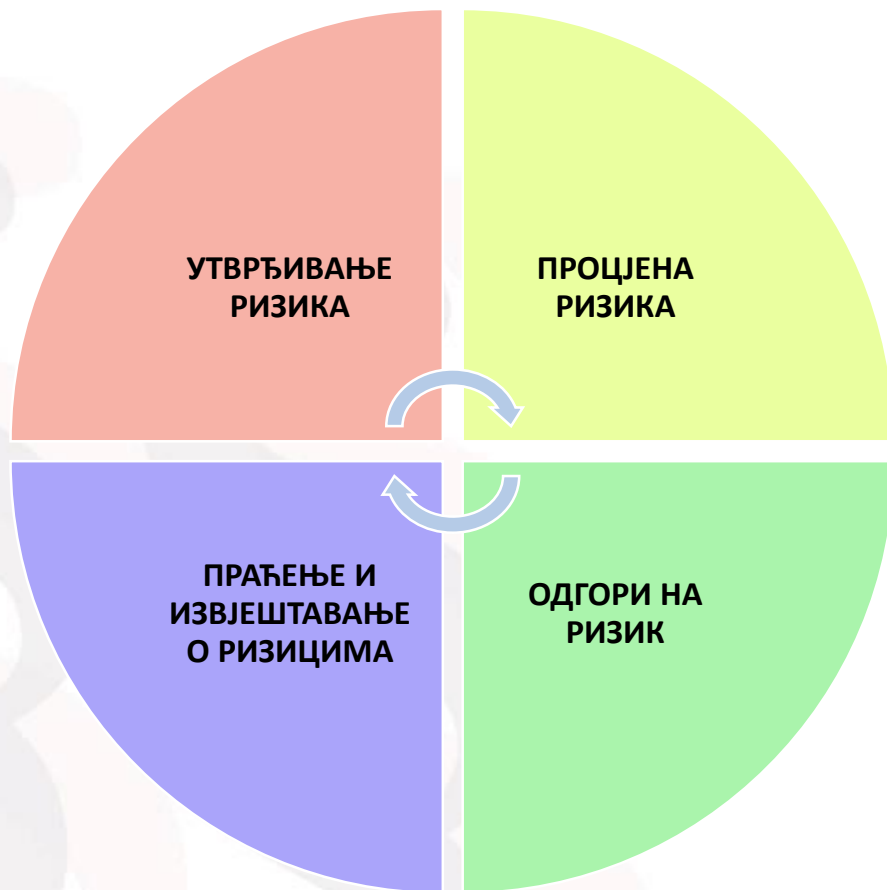 УТВРЂИВАЊЕ
РИЗИКА
ПРОЦЈЕНА
РИЗИКА
ПРАЋЕЊЕ И
ИЗВЈЕШТАВАЊЕ
О РИЗИЦИМА
ОДГОРИ НА
РИЗИК